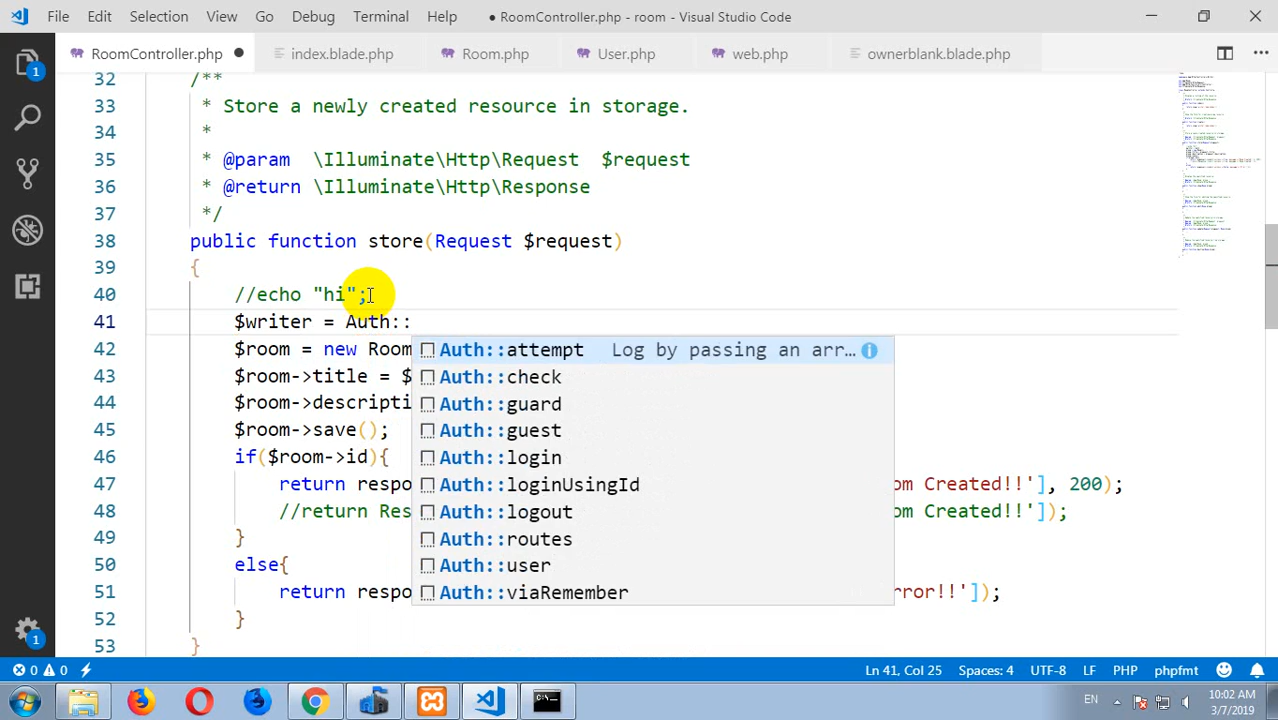 File Edit Selection View Go Debug Terminal Help
● RoomController.php - room - Visual Studio Code
RoomController.php ● index.blade.php Room.php User.php web.php ownerblank.blade.php
32 /**
33 * Store a newly created resource in storage.
34 *
35 * @param \Illuminate\Http\Request $request
36 * @return \Illuminate\Http\Response
37 */
38 public function store(Request $request)
39 {
40 //echo "hi";
41 $writer = Auth::
42 $room = new Room
43 $room->title = $
44 $room->descripti
45 $room->save();
46 if($room->id){
47 return respo om Created!!'], 200);
48 //return Res om Created!!']);
49 }
50 else{
51 return respo rror!!']);
52 }
53 }
Auth::attempt Log by passing an arr…
Auth::check
Auth::guard
Auth::guest
Auth::login
Auth::loginUsingId
Auth::logout
Auth::routes
Auth::user
Auth::viaRemember
1
1
0 0 Ln 41, Col 25 Spaces: 4 UTF-8 LF PHP phpfmt
EN 10:02 AM
3/7/2019